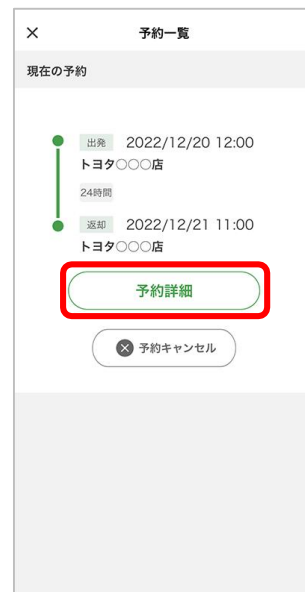 × 予約一覧
現在の予約
出発 2022/12/20 12:00
トヨタ○○○店
24時間
返却 2022/12/21 11:00
トヨタ○○○店
予約詳細
予約キャンセル